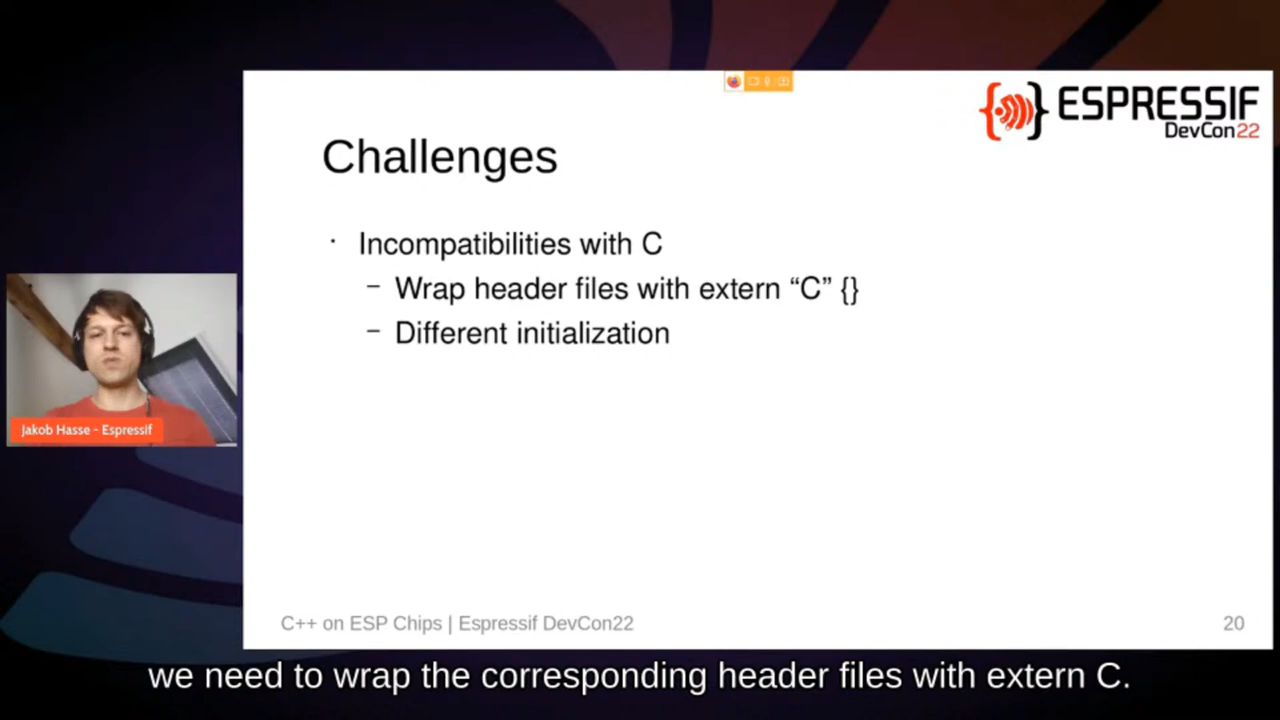 ESPRESSIF
DevCon22
Challenges
· Incompatibilities with C
– Wrap header files with extern “C” {}
– Different initialization
Jakob Hasse - Espressif
C++ on ESP Chips | Espressif DevCon22
20
we need to wrap the corresponding header files with extern C.